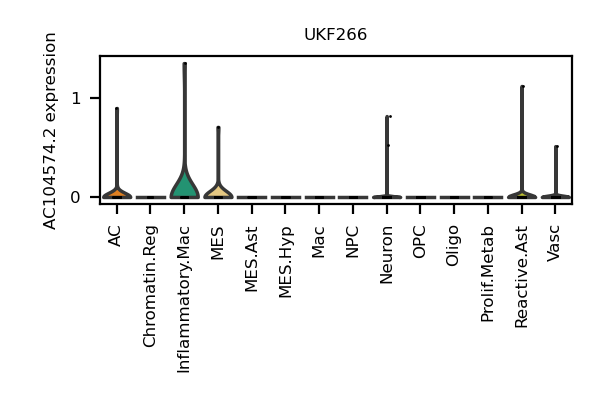 UKF266
AC104574.2 expression
1
0
AC
Chromatin.Reg
Inflammatory.Mac
MES
MES.Ast
MES.Hyp
Mac
NPC
Neuron
OPC
Oligo
Prolif.Metab
Reactive.Ast
Vasc